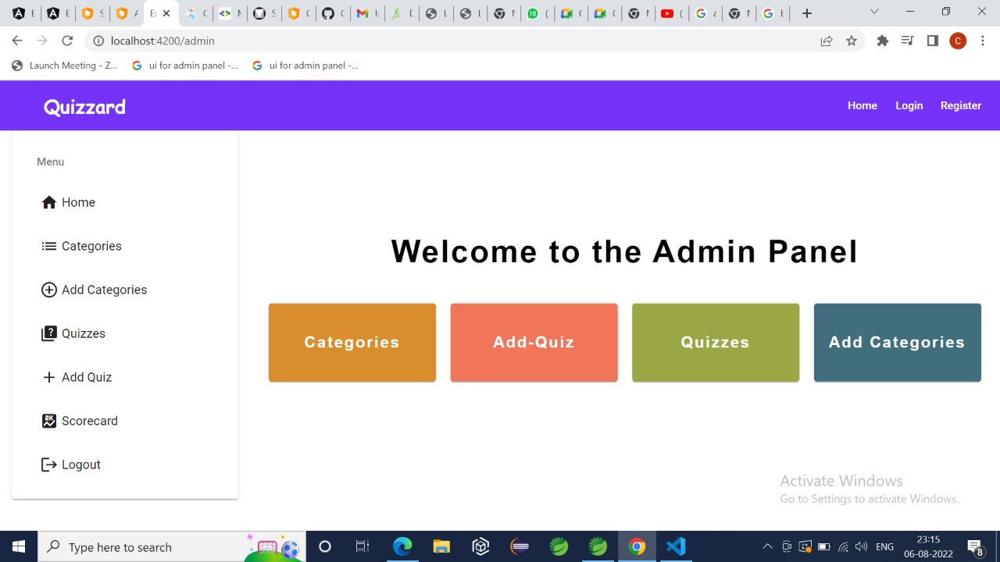 localhost:4200/admin
C
Launch Meeting - Z...
ui for admin panel -...
ui for admin panel -...
Quizzard
Home
Login
Register
Menu
Home
Categories
Add Categories
Quizzes
Add Quiz
Scorecard
Logout
Welcome to the Admin Panel
Categories
Add-Quiz
Quizzes
Add Categories
Activate Windows
Go to Settings to activate Windows.
Type here to search
ENG
23:15
06-08-2022
8